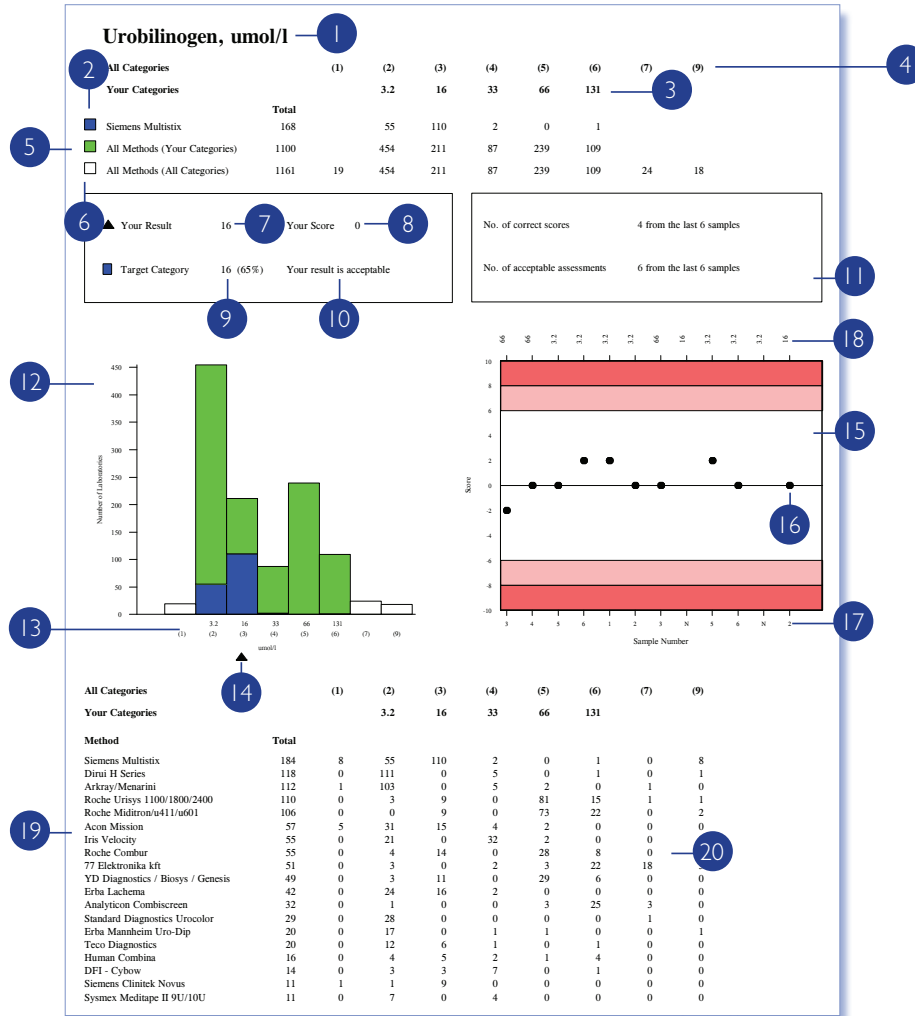 Urobilinogen, umol/l
1
All Categories (1) (2) (3) (4) (5) (6) (7) (9)
4
2
Your Categories 3.2 16 33 66 131
3
Total
Siemens Multistix 168 55 110 2 0 1
5
All Methods (Your Categories) 1100 454 211 87 239 109
All Methods (All Categories) 1161 19 454 211 87 239 109 24 18
6
Your Result 16
7
Your Score 0
8
Target Category 16 (65%) Your result is acceptable
9
10
No. of correct scores 4 from the last 6 samples
No. of acceptable assessments 6 from the last 6 samples
11
12
450
400
350
300
250
200
150
100
50
0
Number of Laboratories
3.2 16 33 66 131
(1) (2) (3) (4) (5) (6) (7) (9)
umol/l
13
14
66 66 3.2 3.2 3.2 3.2 66 16 3.2 3.2 3.2 16
18
10
8
6
4
2
0
-2
-4
-6
-8
-10
Score
15
16
3 4 5 6 1 2 3 N 5 6 N 2
17
Sample Number
All Categories (1) (2) (3) (4) (5) (6) (7) (9)
Your Categories 3.2 16 33 66 131
Method Total
Siemens Multistix 184 8 55 110 2 0 1 0 8
Dirui H Series 118 0 111 0 5 0 1 0 1
Arkray/Menarini 112 1 103 0 5 2 0 1 0
Roche Urisys 1100/1800/2400 110 0 3 9 0 81 15 1 1
Roche Miditron/u411/u601 106 0 0 9 0 73 22 0 2
Acon Mission 57 5 31 15 4 2 0 0 0
Iris Velocity 55 0 21 0 32 2 0 0 0
Roche Combur 55 0 4 14 0 28 8 0
77 Elektronika kft 51 0 3 0 2 3 22 18
YD Diagnostics / Biosys / Genesis 49 0 3 11 0 29 6 0 0
Erba Lachema 42 0 24 16 2 0 0 0 0
Analyticon Combiscreen 32 0 1 0 0 3 25 3 0
Standard Diagnostics Urocolor 29 0 28 0 0 0 0 1 0
Erba Mannheim Uro-Dip 20 0 17 0 1 1 0 0 1
Teco Diagnostics 20 0 12 6 1 0 1 0 0
Human Combina 16 0 4 5 2 1 4 0 0
DFI - Cybow 14 0 3 3 7 0 1 0 0
Siemens Clinitek Novus 11 1 1 9 0 0 0 0 0
Sysmex Meditape II 9U/10U 11 0 7 0 4 0 0 0 0
19
20